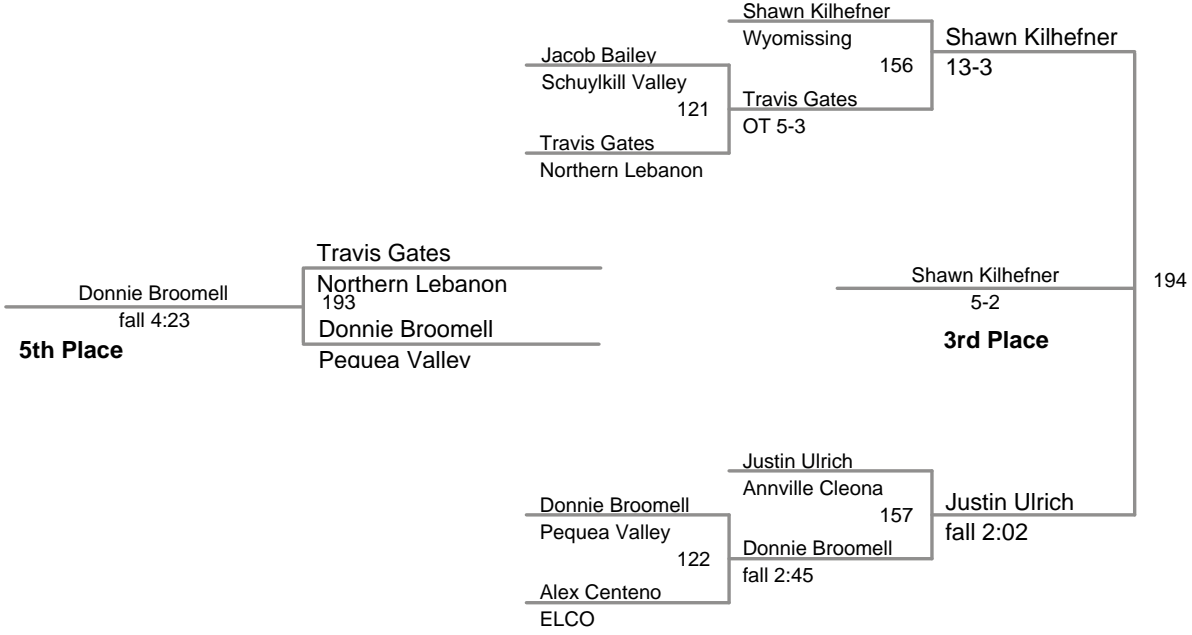 Shawn Kilhefner
Wyomissing
156
Shawn Kilhefner
13-3
Jacob Bailey
Schuylkill Valley
121
Travis Gates
OT 5-3
Travis Gates
Northern Lebanon
Travis Gates
Northern Lebanon
193
Donnie Broomell
fall 4:23
5th Place
Donnie Broomell
Pequea Valley
Shawn Kilhefner
5-2
3rd Place
194
Justin Ulrich
Annville Cleona
157
Justin Ulrich
fall 2:02
Donnie Broomell
Pequea Valley
122
Donnie Broomell
fall 2:45
Alex Centeno
ELCO